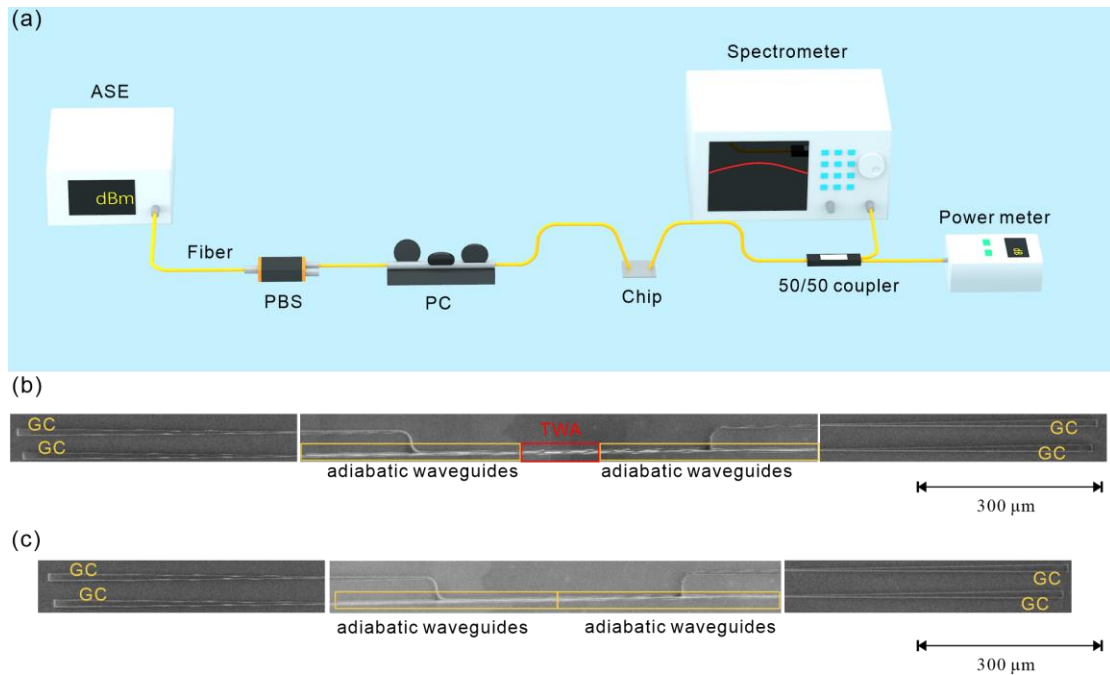 (a)
ASE
dBm
Fiber
PBS
PC
Chip
Spectrometer
50/50 coupler
Power meter
dB
(b)
GC
GC
TWA
GC
GC
adiabatic waveguides
adiabatic waveguides
300 μm
(c)
GC
GC
GC
GC
adiabatic waveguides
adiabatic waveguides
300 μm